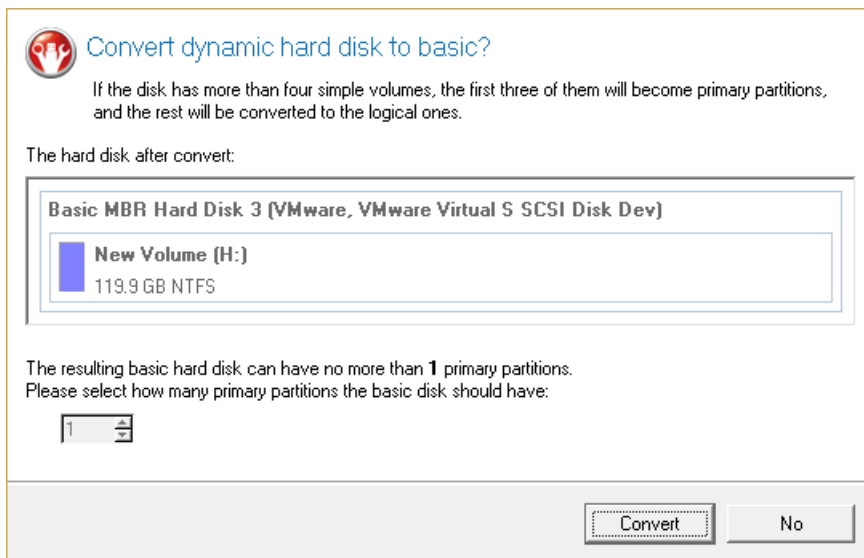 Convert dynamic hard disk to basic?
If the disk has more than four simple volumes, the first three of them will become primary partitions,
and the rest will be converted to the logical ones.
The hard disk after convert:
Basic MBR Hard Disk 3 (VMware, VMware Virtual S SCSI Disk Dev)
New Volume (H:)
119.9 GB NTFS
The resulting basic hard disk can have no more than 1 primary partitions.
Please select how many primary partitions the basic disk should have:
1
Convert No